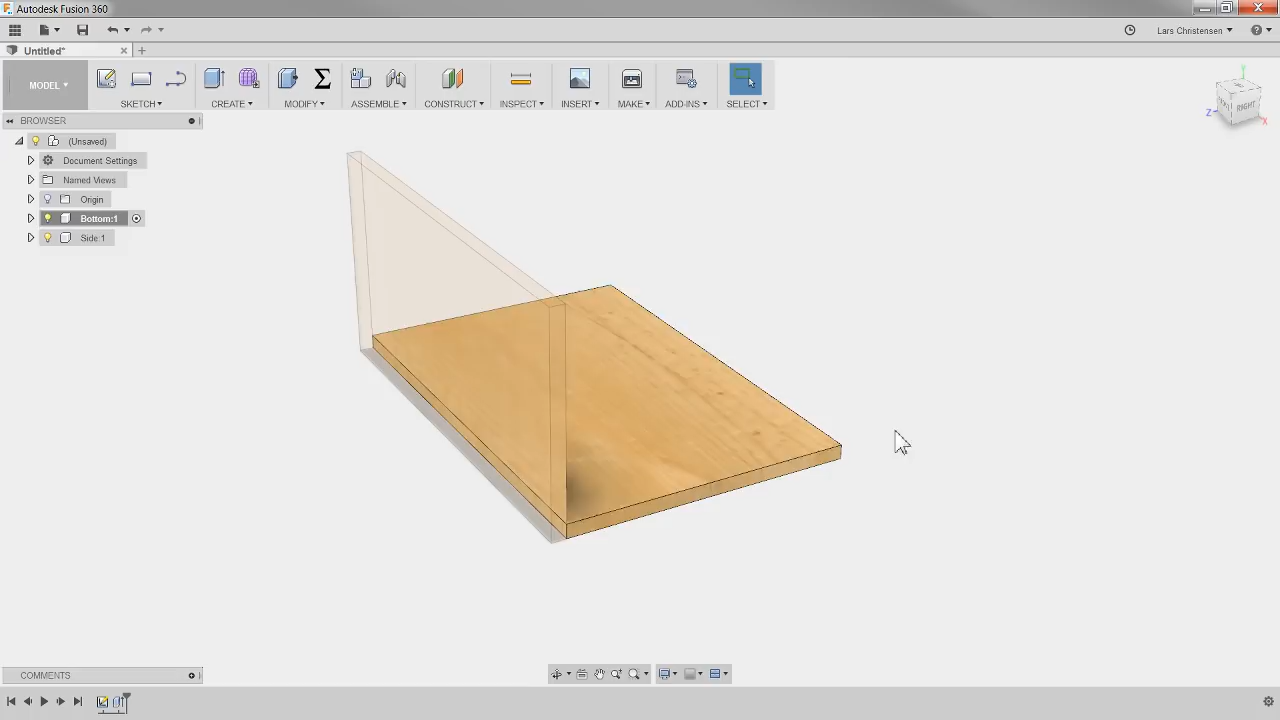 Autodesk Fusion 360
Lars Christensen
Untitled*
MODEL
SKETCH
CREATE
MODIFY
ASSEMBLE
CONSTRUCT
INSPECT
INSERT
MAKE
ADD-INS
SELECT
BROWSER
(Unsaved)
Document Settings
Named Views
Origin
Bottom:1
Side:1
Y
Z
X
RIGHT
COMMENTS